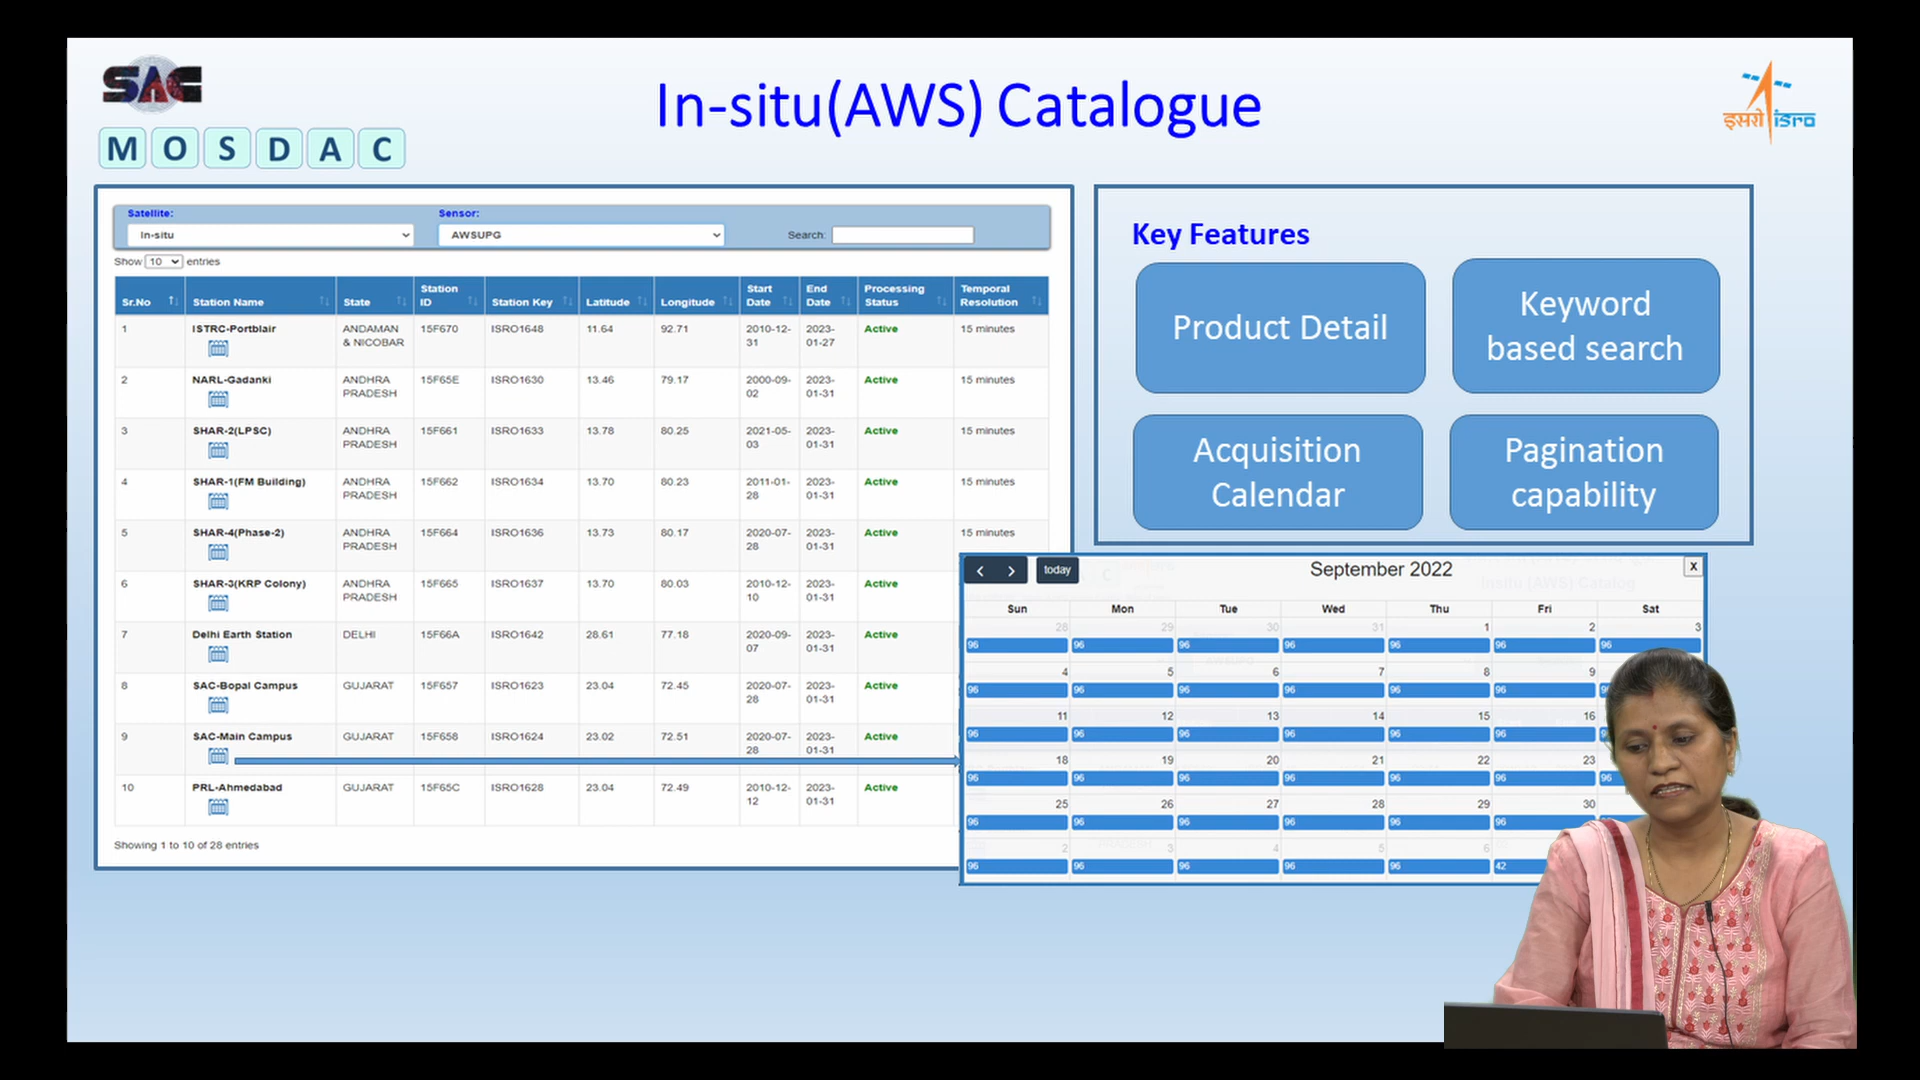 SAC
In-situ(AWS) Catalogue
इसरो isro
M O S D A C
Satellite: Sensor:
In-situ AWSUPG Search:
Show 10 entries
Sr.No Station Name State Station ID Station Key Latitude Longitude Start Date End Date Processing Status Temporal Resolution
1 ISTRC-Portblair ANDAMAN & NICOBAR 15F670 ISRO1648 11.64 92.71 2010-12-31 2023-01-27 Active 15 minutes
2 NARL-Gadanki ANDHRA PRADESH 15F65E ISRO1630 13.46 79.17 2000-09-02 2023-01-31 Active 15 minutes
3 SHAR-2(LPSC) ANDHRA PRADESH 15F661 ISRO1633 13.78 80.25 2021-05-03 2023-01-31 Active 15 minutes
4 SHAR-1(FM Building) ANDHRA PRADESH 15F662 ISRO1634 13.70 80.23 2011-01-28 2023-01-31 Active 15 minutes
5 SHAR-4(Phase-2) ANDHRA PRADESH 15F664 ISRO1636 13.73 80.17 2020-07-28 2023-01-31 Active 15 minutes
6 SHAR-3(KRP Colony) ANDHRA PRADESH 15F665 ISRO1637 13.70 80.03 2010-12-10 2023-01-31 Active
7 Delhi Earth Station DELHI 15F66A ISRO1642 28.61 77.18 2020-09-07 2023-01-31 Active
8 SAC-Bopal Campus GUJARAT 15F657 ISRO1623 23.04 72.45 2020-07-28 2023-01-31 Active
9 SAC-Main Campus GUJARAT 15F658 ISRO1624 23.02 72.51 2020-07-28 2023-01-31 Active
10 PRL-Ahmedabad GUJARAT 15F65C ISRO1628 23.04 72.49 2010-12-12 2023-01-31 Active
Showing 1 to 10 of 28 entries
Key Features
Product Detail
Keyword
based search
Acquisition
Calendar
Pagination
capability
today September 2022 X
Sun Mon Tue Wed Thu Fri Sat
28 29 30 31 1 2 3
96 96 96 96 96 96 96
4 5 6 7 8 9
96 96 96 96 96 96
11 12 13 14 15 16
96 96 96 96 96 96
18 19 20 21 22 23
96 96 96 96 96 96 96
25 26 27 28 29 30
96 96 96 96 96 96
2 3 4 5 6
96 96 96 96 96 42